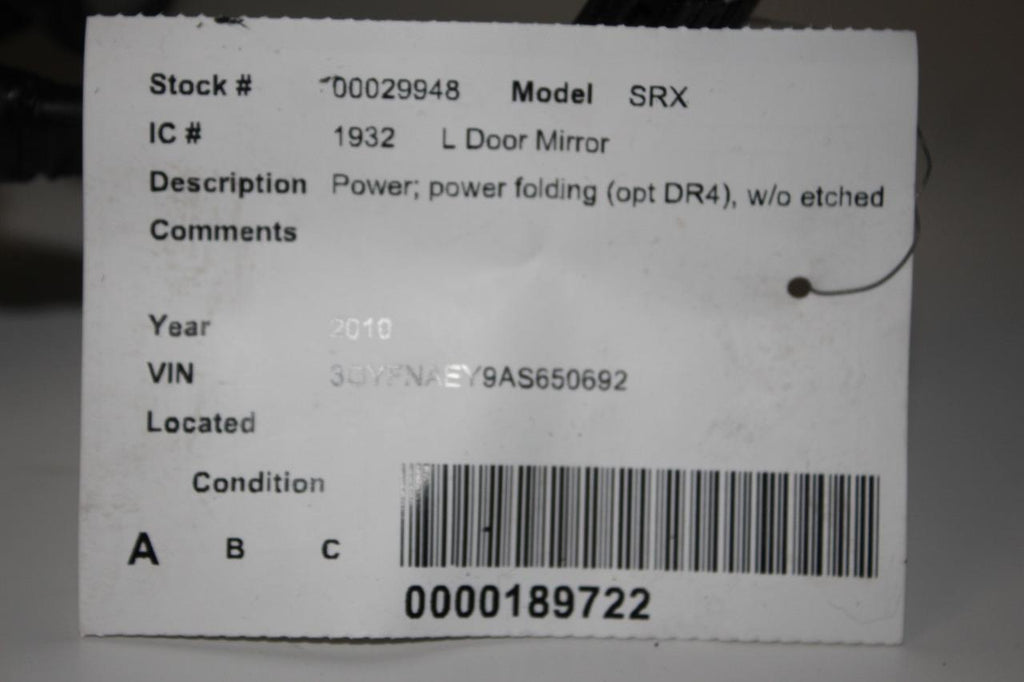 Stock # 00029948 Model SRX
IC # 1932 L Door Mirror
Description Power; power folding (opt DR4), w/o etched
Comments
Year 2010
VIN 3GYFNAEY9AS650692
Located
Condition
A B C
0000189722